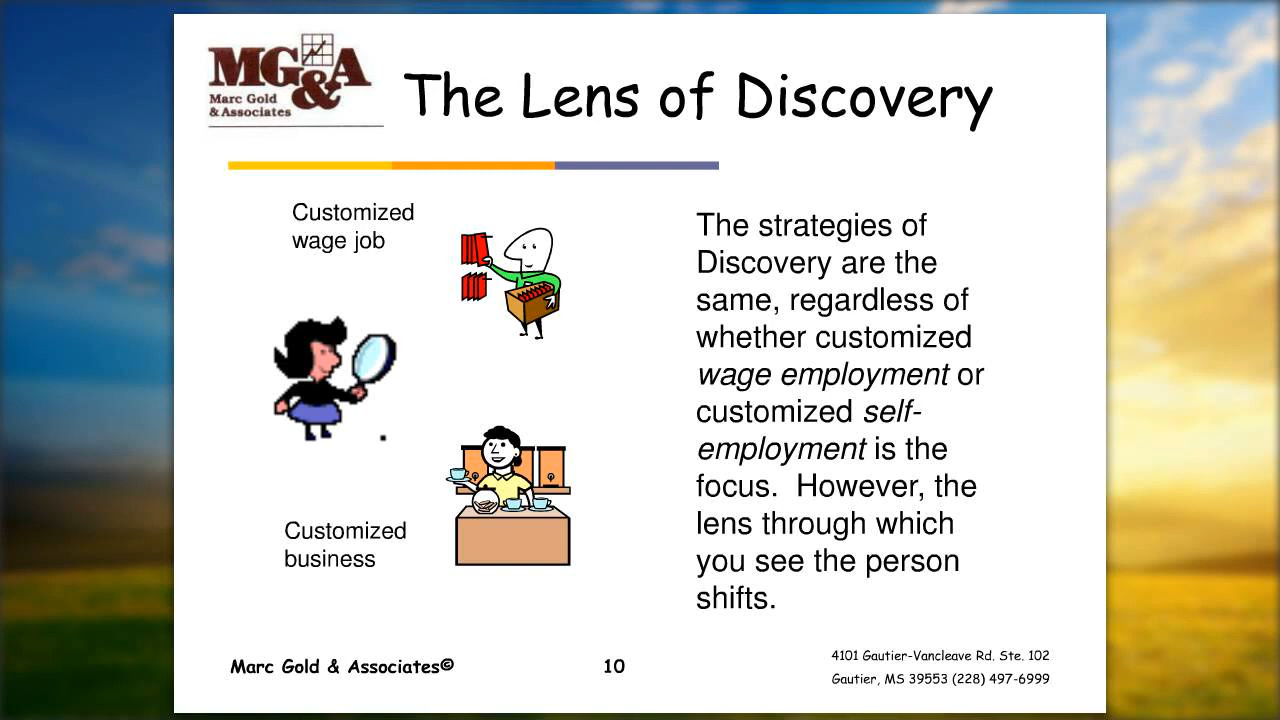 MG&A
Marc Gold
& Associates
The Lens of Discovery
Customized
wage job
Customized
business
The strategies of
Discovery are the
same, regardless of
whether customized
wage employment or
customized self-
employment is the
focus.  However, the
lens through which
you see the person
shifts.
Marc Gold & Associates©
10
4101 Gautier-Vancleave Rd. Ste. 102
Gautier, MS 39553 (228) 497-6999